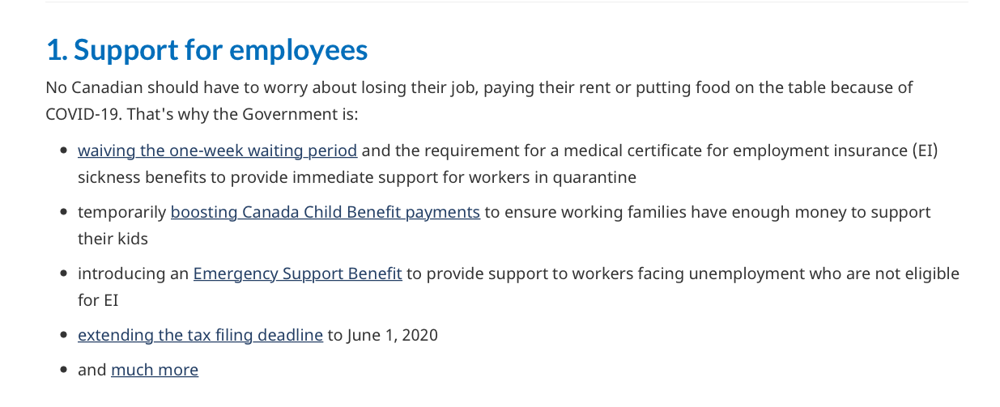 1. Support for employees
No Canadian should have to worry about losing their job, paying their rent or putting food on the table because of
COVID-19. That's why the Government is:
• waiving the one-week waiting period and the requirement for a medical certificate for employment insurance (EI)
sickness benefits to provide immediate support for workers in quarantine
• temporarily boosting Canada Child Benefit payments to ensure working families have enough money to support
their kids
• introducing an Emergency Support Benefit to provide support to workers facing unemployment who are not eligible
for EI
• extending the tax filing deadline to June 1, 2020
• and much more